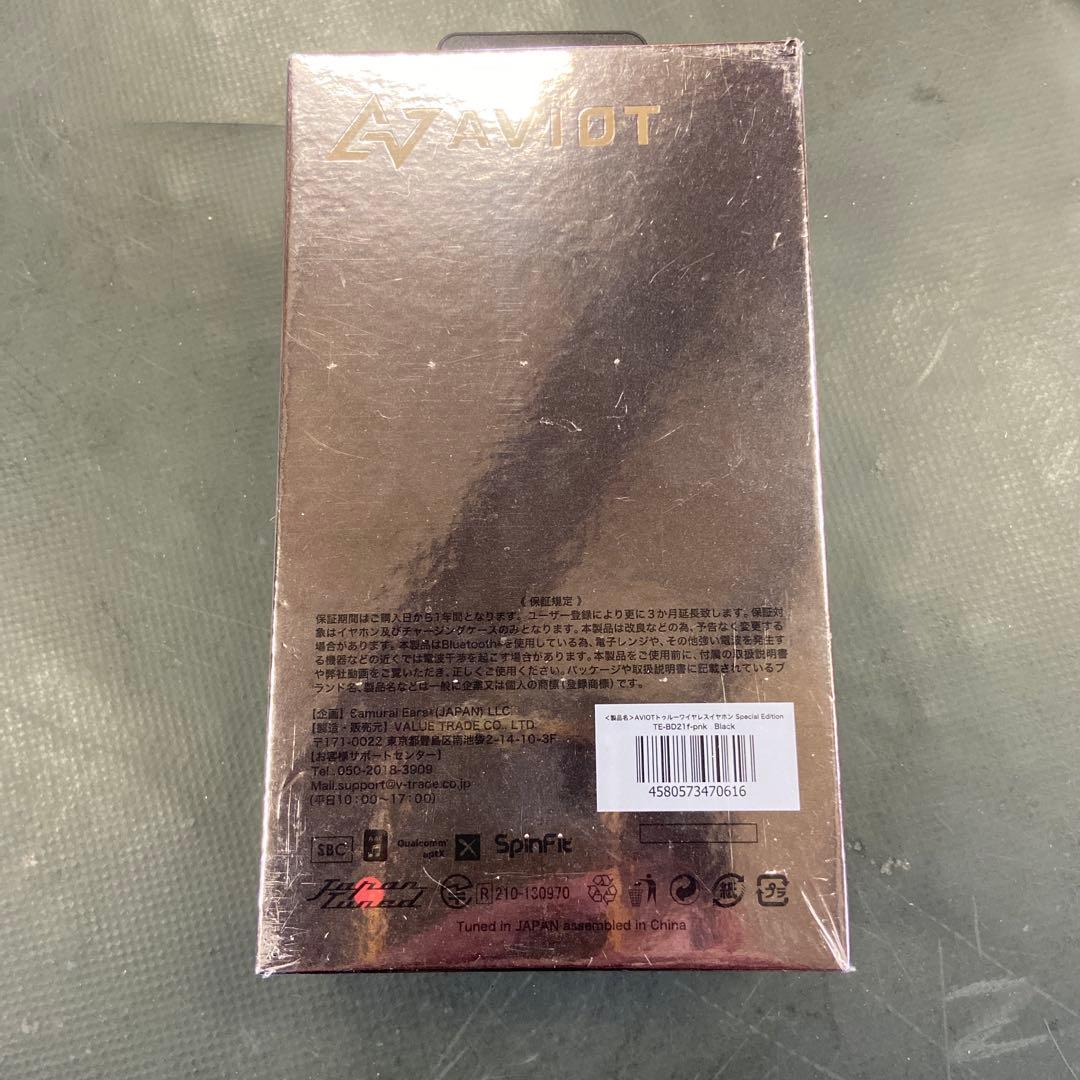 AVIOT
《 保証規定 》
保証期間はご購入日から1年間となります。ユーザー登録により更に3か月延長致します。保証対
象はイヤホン及びチャージングケースのみとなります。本製品は改良などの為、予告なく変更する
場合があります。本製品はBluetooth®を使用している為、電子レンジや、その他強い電波を発生す
る機器などの近くでは電波干渉を起こす場合があります。本製品をご使用前に、付属の取扱説明書
や弊社動画をご覧いただき、正しくご使用ください。パッケージや取扱説明書に記載されているブ
ランド名、製品名などは一般に企業又は個人の商標（登録商標）です。
【企画】Samurai Ears®(JAPAN) LLC
【製造・販売元】VALUE TRADE CO., LTD.
〒171-0022 東京都豊島区南池袋2-14-10-3F
【お客様サポートセンター】
Tel.050-2018-3909
Mail.support@v-trade.co.jp
(平日10：00〜17：00)
＜製品名＞AVIOTトゥルーワイヤレスイヤホン Special Edition
TE-BD21f-pnk Black
4580573470616
SBC
Qualcomm
aptX
SpinFit
Japan
Tuned
R 210-130970
紙
プラ
Tuned in JAPAN assembled in China